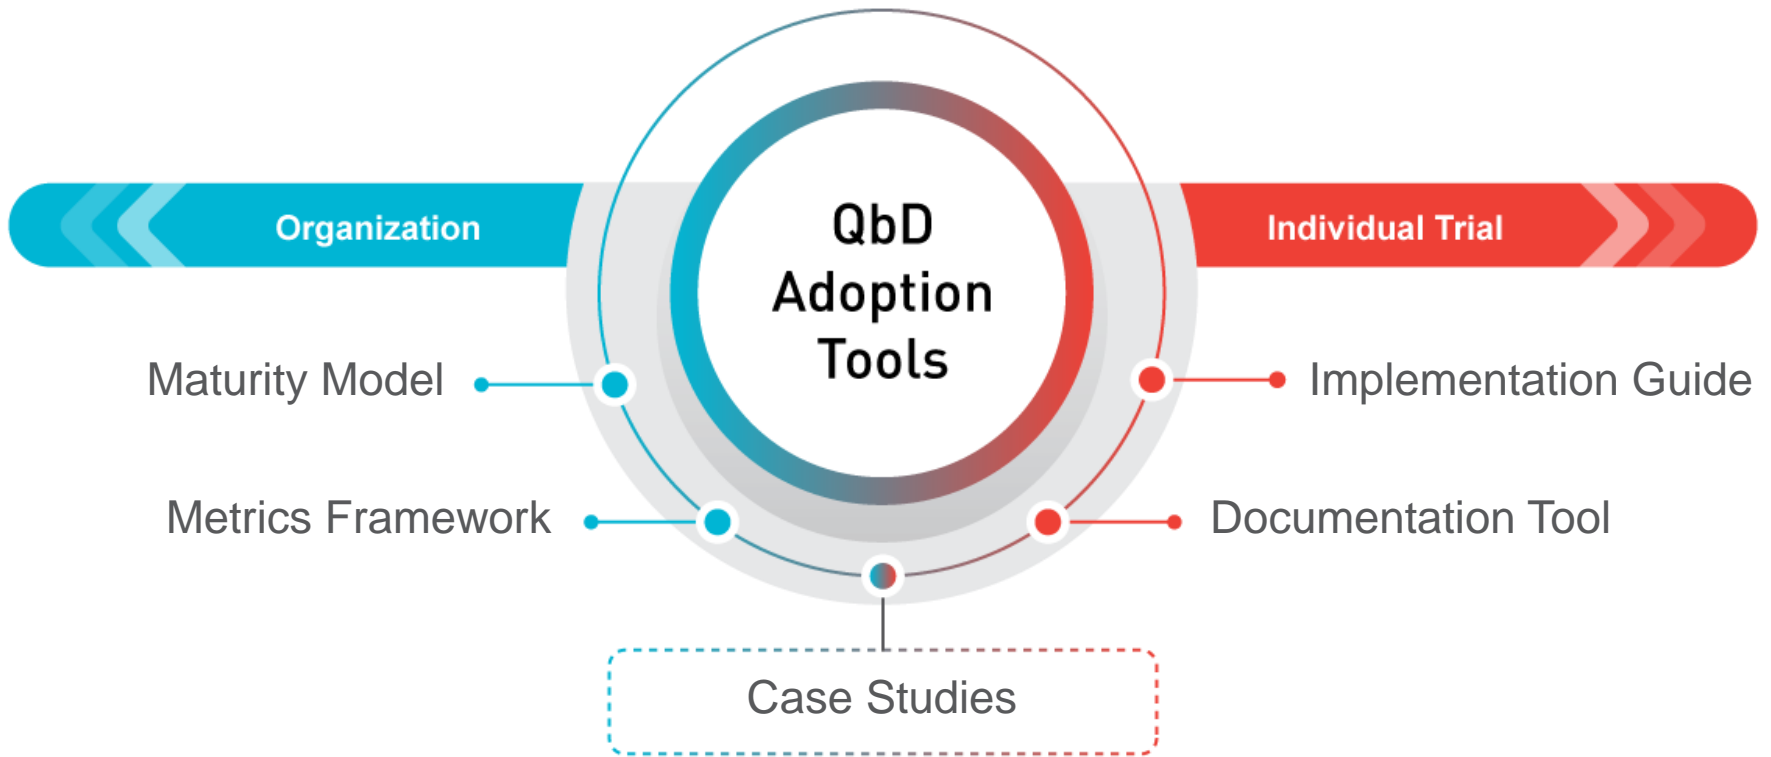 QbD
Adoption
Tools
Organization
Individual Trial
Maturity Model
Implementation Guide
Metrics Framework
Documentation Tool
Case Studies